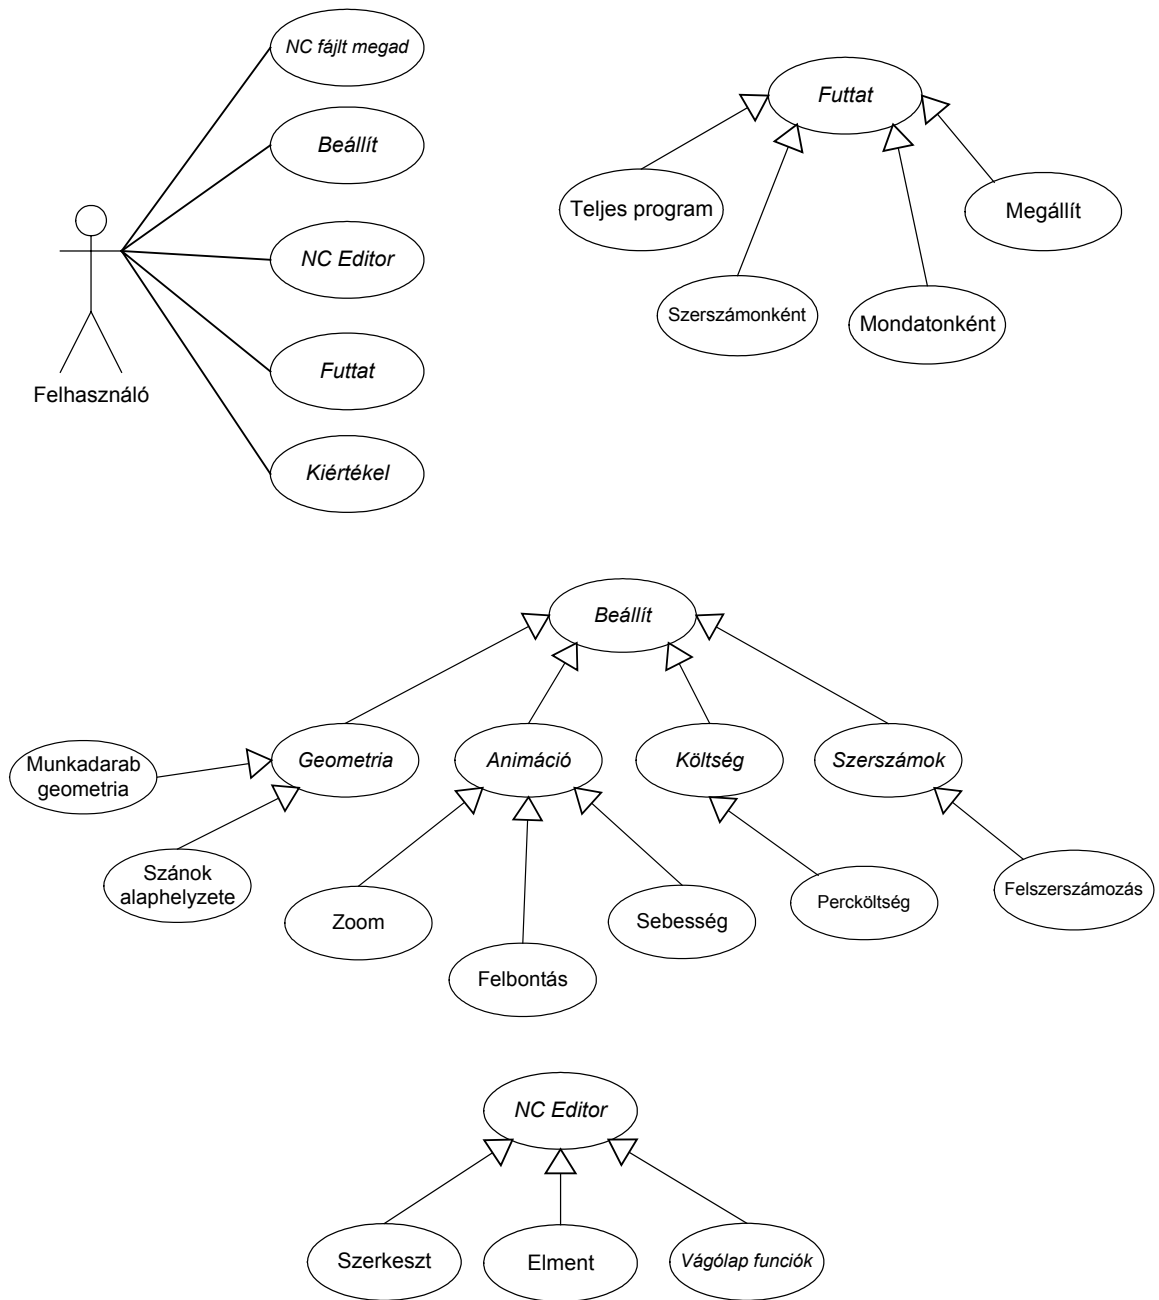 NC fájlt megad
Beállít
NC Editor
Futtat
Kiértékel
Felhasználó
Futtat
Teljes program
Megállít
Szerszámonként
Mondatonként
Beállít
Geometria
Animáció
Költség
Szerszámok
Munkadarab
geometria
Szánok
alaphelyzete
Zoom
Felbontás
Sebesség
Percköltség
Felszerszámozás
NC Editor
Szerkeszt
Elment
Vágólap funciók